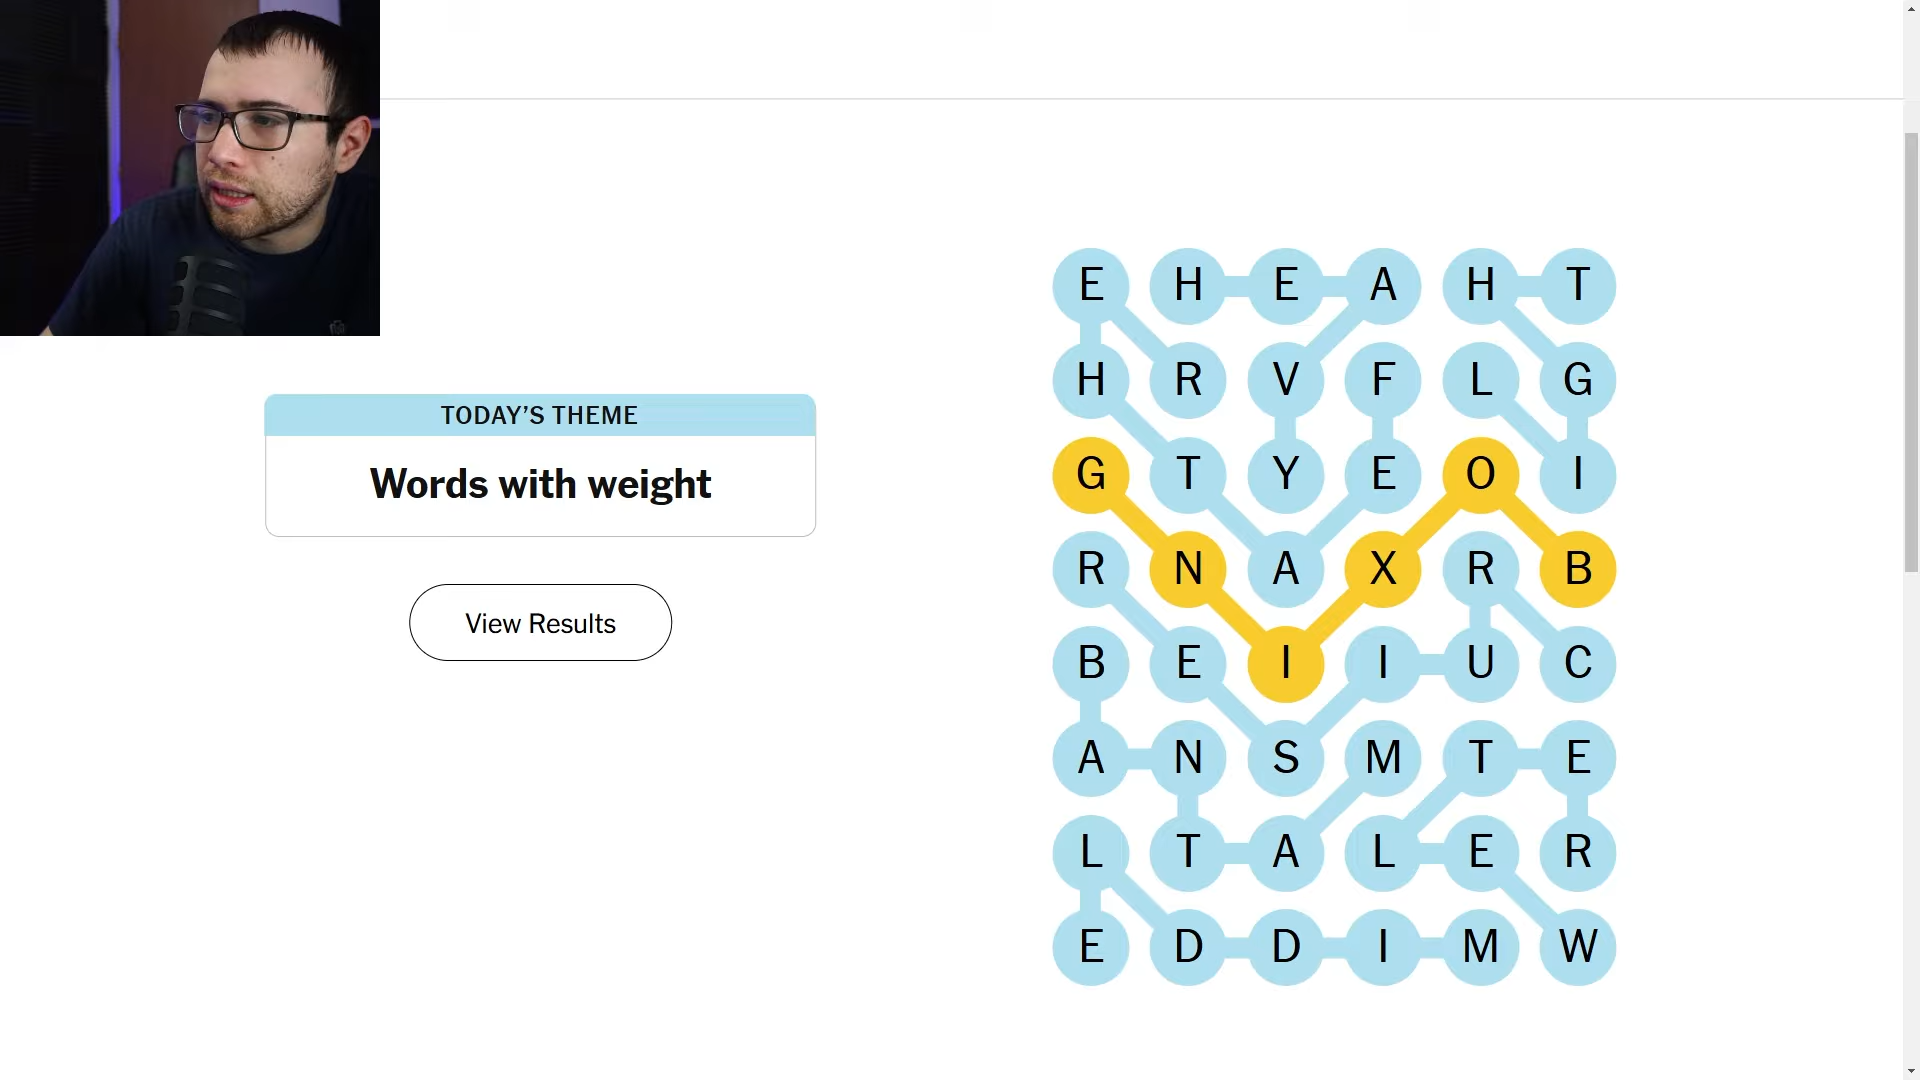 TODAY'S THEME
Words with weight
View Results
E H E A H T
H R V F L G
G T Y E O I
R N A X R B
B E I I U C
A N S M T E
L T A L E R
E D D I M W